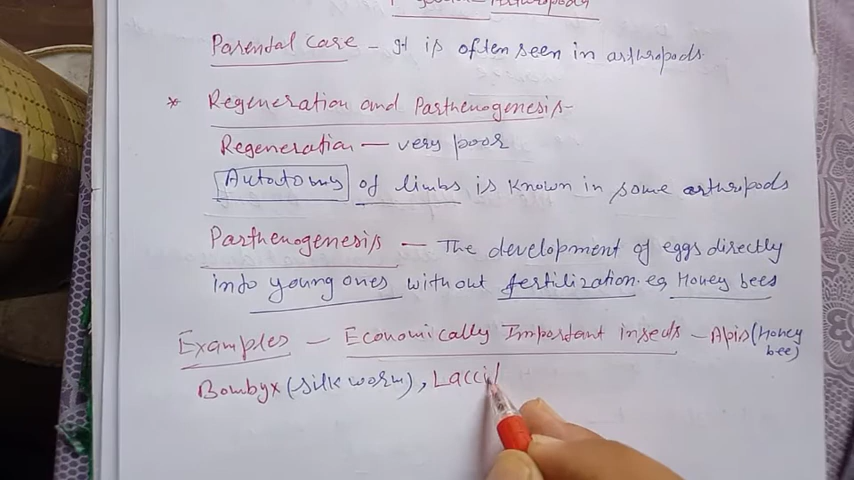 Arthropods
Parental Care - It is often seen in arthropods.
* Regeneration and Parthenogenesis-
Regeneration — very poor
Autotomy of limbs is known in some arthropods
Parthenogenesis — The development of eggs directly
into young ones without fertilization. eg Honey bees
Examples - Economically Important insects - Apis (Honey
bee)
Bombyx (silk worm), Lacci